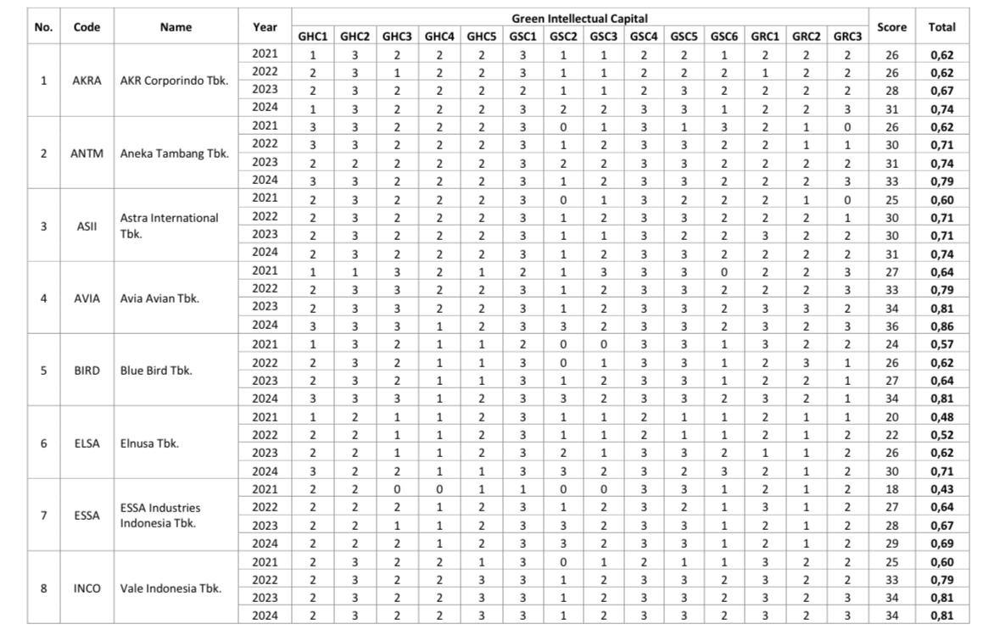 No. Code Name Year Green Intellectual Capital Score Total
GHC1 GHC2 GHC3 GHC4 GHC5 GSC1 GSC2 GSC3 GSC4 GSC5 GSC6 GRC1 GRC2 GRC3
1 AKRA AKR Corporindo Tbk.
2021 1 3 2 2 2 3 1 1 2 2 1 2 2 2 26 0,62
2022 2 3 1 2 2 3 1 1 2 2 2 1 2 2 26 0,62
2023 2 3 2 2 2 2 1 1 2 3 2 2 2 2 28 0,67
2024 1 3 2 2 2 3 2 2 3 3 1 2 2 3 31 0,74
2 ANTM Aneka Tambang Tbk.
2021 3 3 2 2 2 3 0 1 3 1 3 2 1 0 26 0,62
2022 3 3 2 2 2 3 1 2 3 3 2 2 1 1 30 0,71
2023 2 2 2 2 2 3 2 2 3 3 2 2 2 2 31 0,74
2024 3 3 2 2 2 3 1 2 3 3 2 2 2 3 33 0,79
3 ASII Astra International
Tbk.
2021 2 3 2 2 2 3 0 1 3 2 2 2 1 0 25 0,60
2022 2 3 2 2 2 3 1 2 3 3 2 2 2 1 30 0,71
2023 2 3 2 2 2 3 1 1 3 2 2 3 2 2 30 0,71
2024 2 3 2 2 2 3 1 2 3 3 2 2 2 2 31 0,74
4 AVIA Avia Avian Tbk.
2021 1 1 3 2 1 2 1 3 3 3 0 2 2 3 27 0,64
2022 2 3 3 2 2 3 1 2 3 3 2 2 2 3 33 0,79
2023 2 3 3 2 2 3 1 2 3 3 2 3 3 2 34 0,81
2024 3 3 3 1 2 3 3 2 3 3 2 3 2 3 36 0,86
5 BIRD Blue Bird Tbk.
2021 1 3 2 1 1 2 0 0 3 3 1 3 2 2 24 0,57
2022 2 3 2 1 1 3 0 1 3 3 1 2 3 1 26 0,62
2023 2 3 2 1 1 3 1 2 3 3 1 2 2 1 27 0,64
2024 3 3 3 1 2 3 3 2 3 3 2 3 2 1 34 0,81
6 ELSA Elnusa Tbk.
2021 1 2 1 1 2 3 1 1 2 1 1 2 1 1 20 0,48
2022 2 2 1 1 2 3 1 1 2 1 1 2 1 2 22 0,52
2023 2 2 1 1 2 3 2 1 3 3 2 1 1 2 26 0,62
2024 3 2 2 1 1 3 3 2 3 2 3 2 1 2 30 0,71
7 ESSA ESSA Industries
Indonesia Tbk.
2021 2 2 0 0 1 1 0 0 3 3 1 2 1 2 18 0,43
2022 2 2 2 1 2 3 1 2 3 2 1 3 1 2 27 0,64
2023 2 2 1 1 2 3 3 2 3 3 1 2 1 2 28 0,67
2024 2 2 2 1 2 3 3 2 3 3 1 2 1 2 29 0,69
8 INCO Vale Indonesia Tbk.
2021 2 3 2 2 1 3 0 1 2 1 1 3 2 2 25 0,60
2022 2 3 2 2 3 3 1 2 3 3 2 3 2 2 33 0,79
2023 2 3 2 2 3 3 1 2 3 3 2 3 2 3 34 0,81
2024 2 3 2 2 3 3 1 2 3 3 2 3 2 3 34 0,81